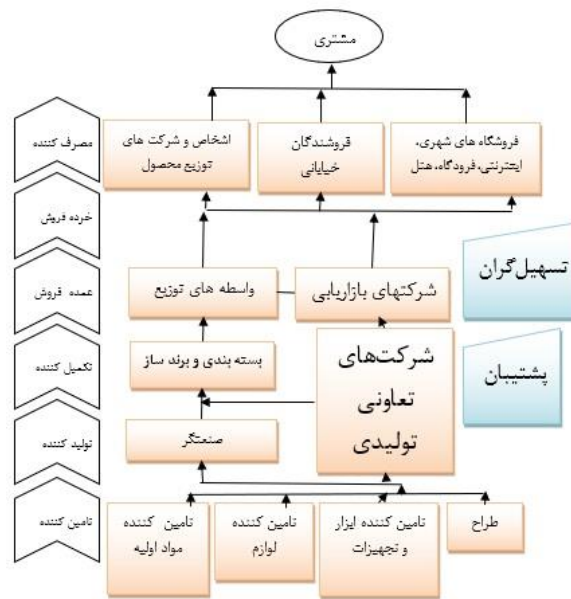 مشتری
مصرف کننده
اشخاص و شرکت های
توزیع محصول
فروشندگان
خیابانی
فروشگاه های شهری،
اینترنتی، فرودگاه، هتل
خرده فروش
عمده فروش
واسطه های توزیع
شرکتهای بازاریابی
تسهیل‌گران
تکمیل کننده
بسته بندی و برند ساز
شرکت‌های
تعاونی
تولیدی
پشتیبان
تولید کننده
صنعتگر
تامین کننده
تامین کننده
مواد اولیه
تامین کننده
لوازم
تامین کننده ابزار
و تجهیزات
طراح